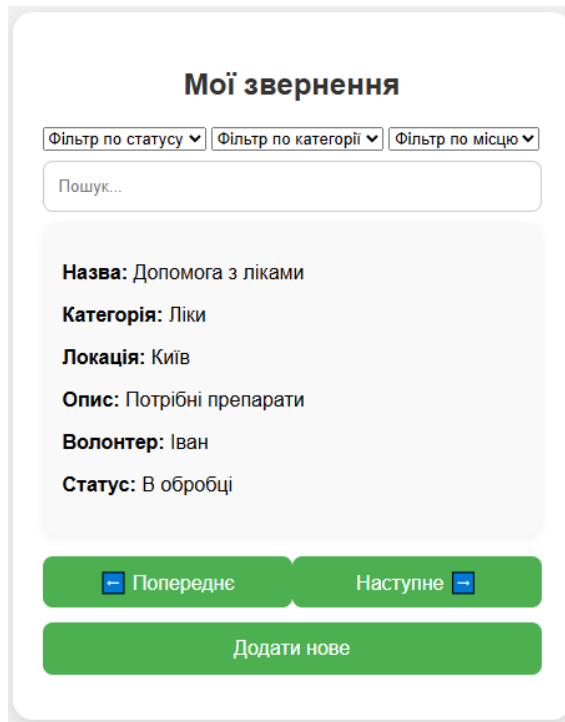 Мої звернення
Фільтр по статусу Фільтр по категорії Фільтр по місцю
Пошук...
Назва: Допомога з ліками
Категорія: Ліки
Локація: Київ
Опис: Потрібні препарати
Волонтер: Іван
Статус: В обробці
⬅ Попереднє Наступне ➡
Додати нове